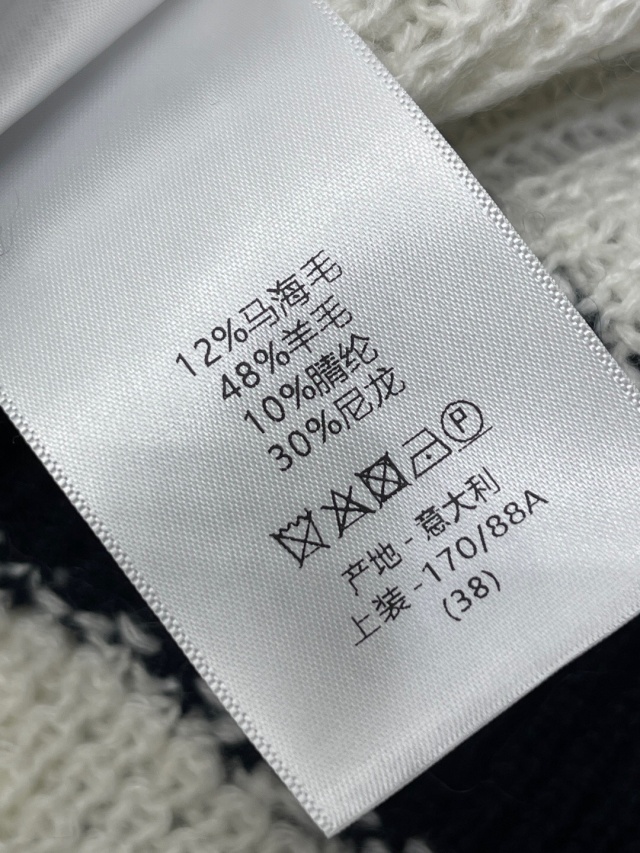 12%马海毛
48%羊毛
10%腈纶
30%尼龙
P
产地 - 意大利
上装 -170/88A
(38)